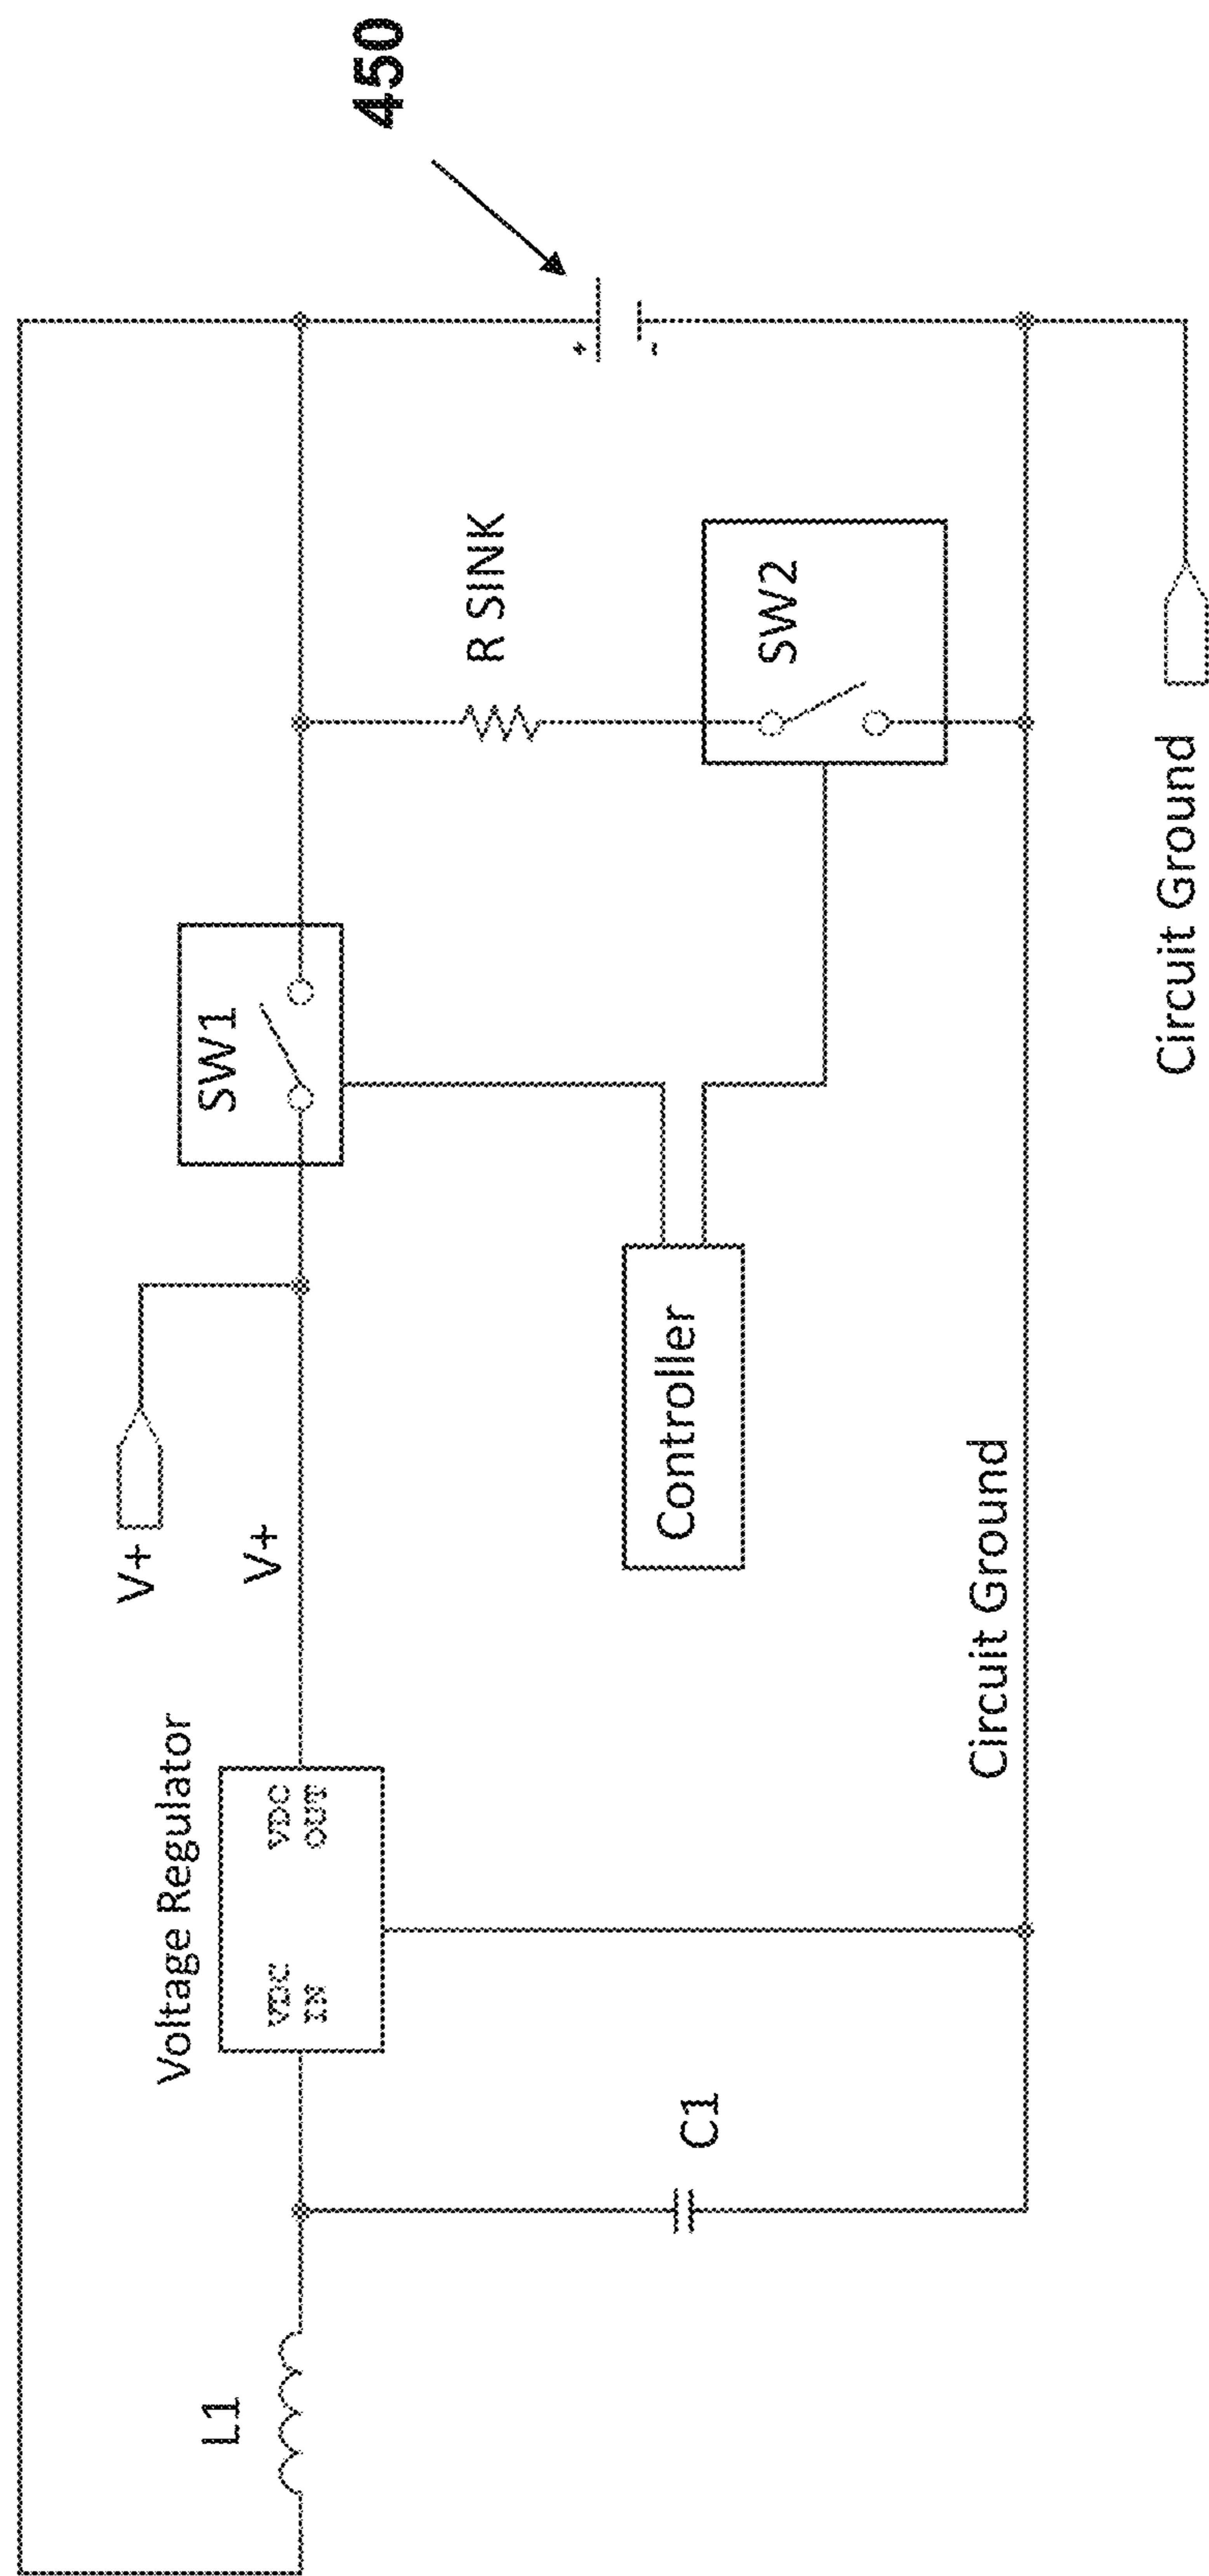 450
L1
Voltage Regulator
VDC
IN
VDC
OUT
V+
V+
SW1
R SINK
SW2
C1
Controller
Circuit Ground
Circuit Ground
+
-